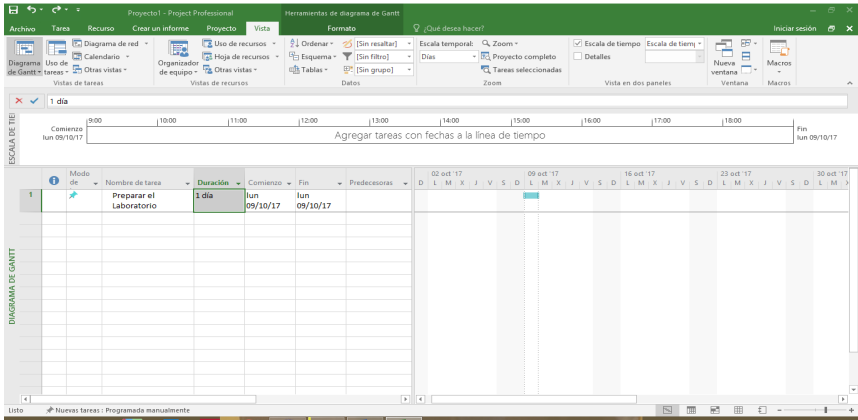 Proyecto1 - Project Professional
Herramientas de diagrama de Gantt
Archivo Tarea Recurso Crear un informe Proyecto Vista Formato ¿Qué desea hacer? Iniciar sesión
Diagrama de Gantt
Uso de tareas
Diagrama de red
Calendario
Otras vistas
Vistas de tareas
Organizador de equipo
Uso de recursos
Hoja de recursos
Otras vistas
Vistas de recursos
Ordenar
Esquema
Tablas
[Sin resaltar]
[Sin filtro]
[Sin grupo]
Datos
Escala temporal:
Días
Zoom
Proyecto completo
Tareas seleccionadas
Zoom
Escala de tiempo
Escala de tiemp
Detalles
Vista en dos paneles
Nueva ventana
Ventana
Macros
Macros
1 día
ESCALA DE TIE
Comienzo
lun 09/10/17
9:00 10:00 11:00 12:00 13:00 14:00 15:00 16:00 17:00 18:00
Agregar tareas con fechas a la línea de tiempo
Fin
lun 09/10/17
DIAGRAMA DE GANTT
Modo de
Nombre de tarea
Duración
Comienzo
Fin
Predecesoras
02 oct '17 09 oct '17 16 oct '17 23 oct '17 30 oct '17
D L M X J V S D L M X J V S D L M X J V S D L M X J V S D L M X
1 Preparar el Laboratorio
1 día
lun 09/10/17
lun 09/10/17
Listo
Nuevas tareas : Programada manualmente